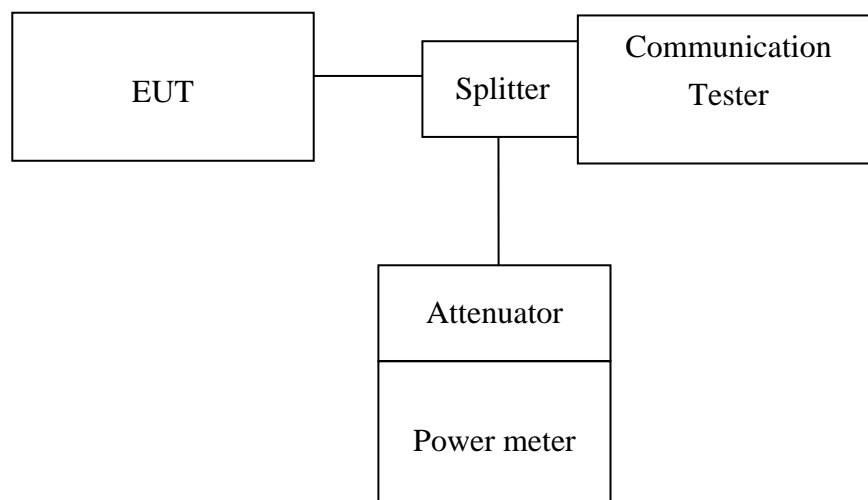 EUT
Splitter
Communication
Tester
Attenuator
Power meter